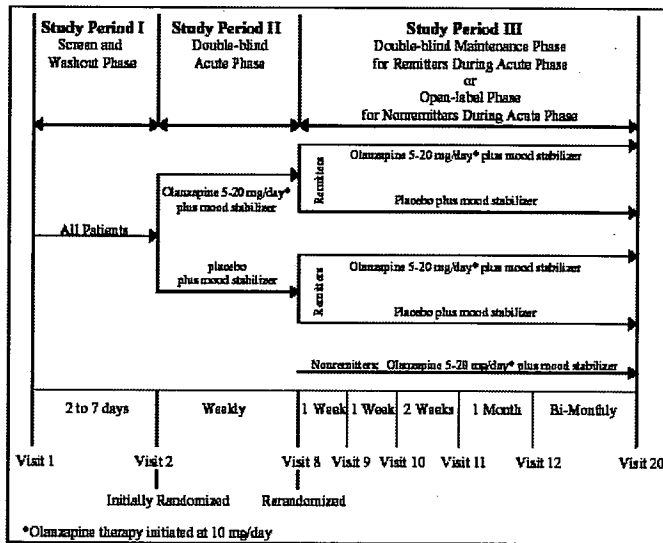 Study Period I
Screen and
Washout Phase
Study Period II
Double-blind
Acute Phase
Study Period III
Double-blind Maintenance Phase
for Remitters During Acute Phase
or
Open-label Phase
for Nonremitters During Acute Phase
All Patients
Olanzapine 5-20 mg/day*
plus mood stabilizer
placebo
plus mood stabilizer
Remitters
Olanzapine 5-20 mg/day* plus mood stabilizer
Placebo plus mood stabilizer
Remitters
Olanzapine 5-20 mg/day* plus mood stabilizer
Placebo plus mood stabilizer
Nonremitters: Olanzapine 5-20 mg/day* plus mood stabilizer
2 to 7 days
Weekly
1 Week
1 Week
2 Weeks
1 Month
Bi-Monthly
Visit 1
Visit 2
Visit 8
Visit 9
Visit 10
Visit 11
Visit 12
Visit 20
Initially Randomized
Rerandomized
*Olanzapine therapy initiated at 10 mg/day